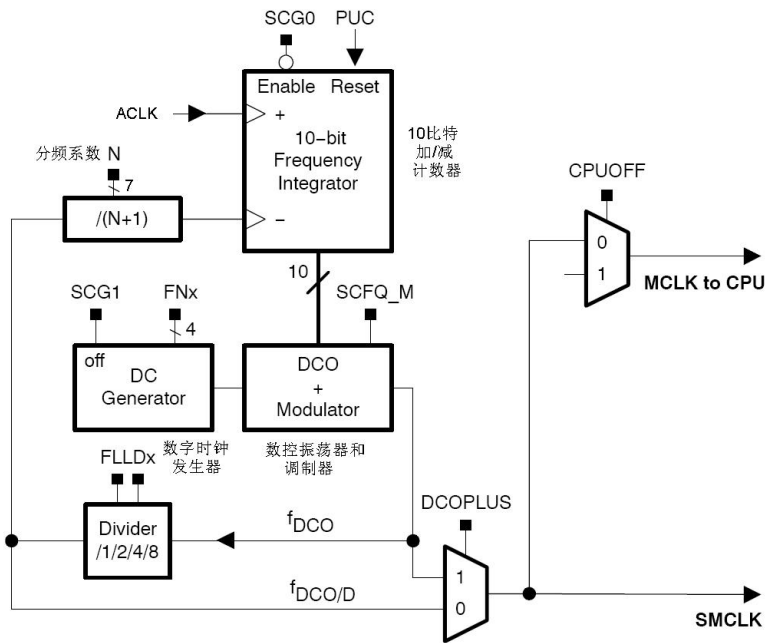 SCG0 PUC
Enable Reset
ACLK
+
10-bit
Frequency
Integrator
10比特
加/减
计数器
分频系数 N
7
/(N+1)
−
CPUOFF
0
1
MCLK to CPU
10
SCG1 FNx SCFQ_M
4
off
DC
Generator
DCO
+
Modulator
数字时钟
发生器
数控振荡器和
调制器
FLLDx
Divider
/1/2/4/8
fDCO
DCOPLUS
1
0
fDCO/D
SMCLK